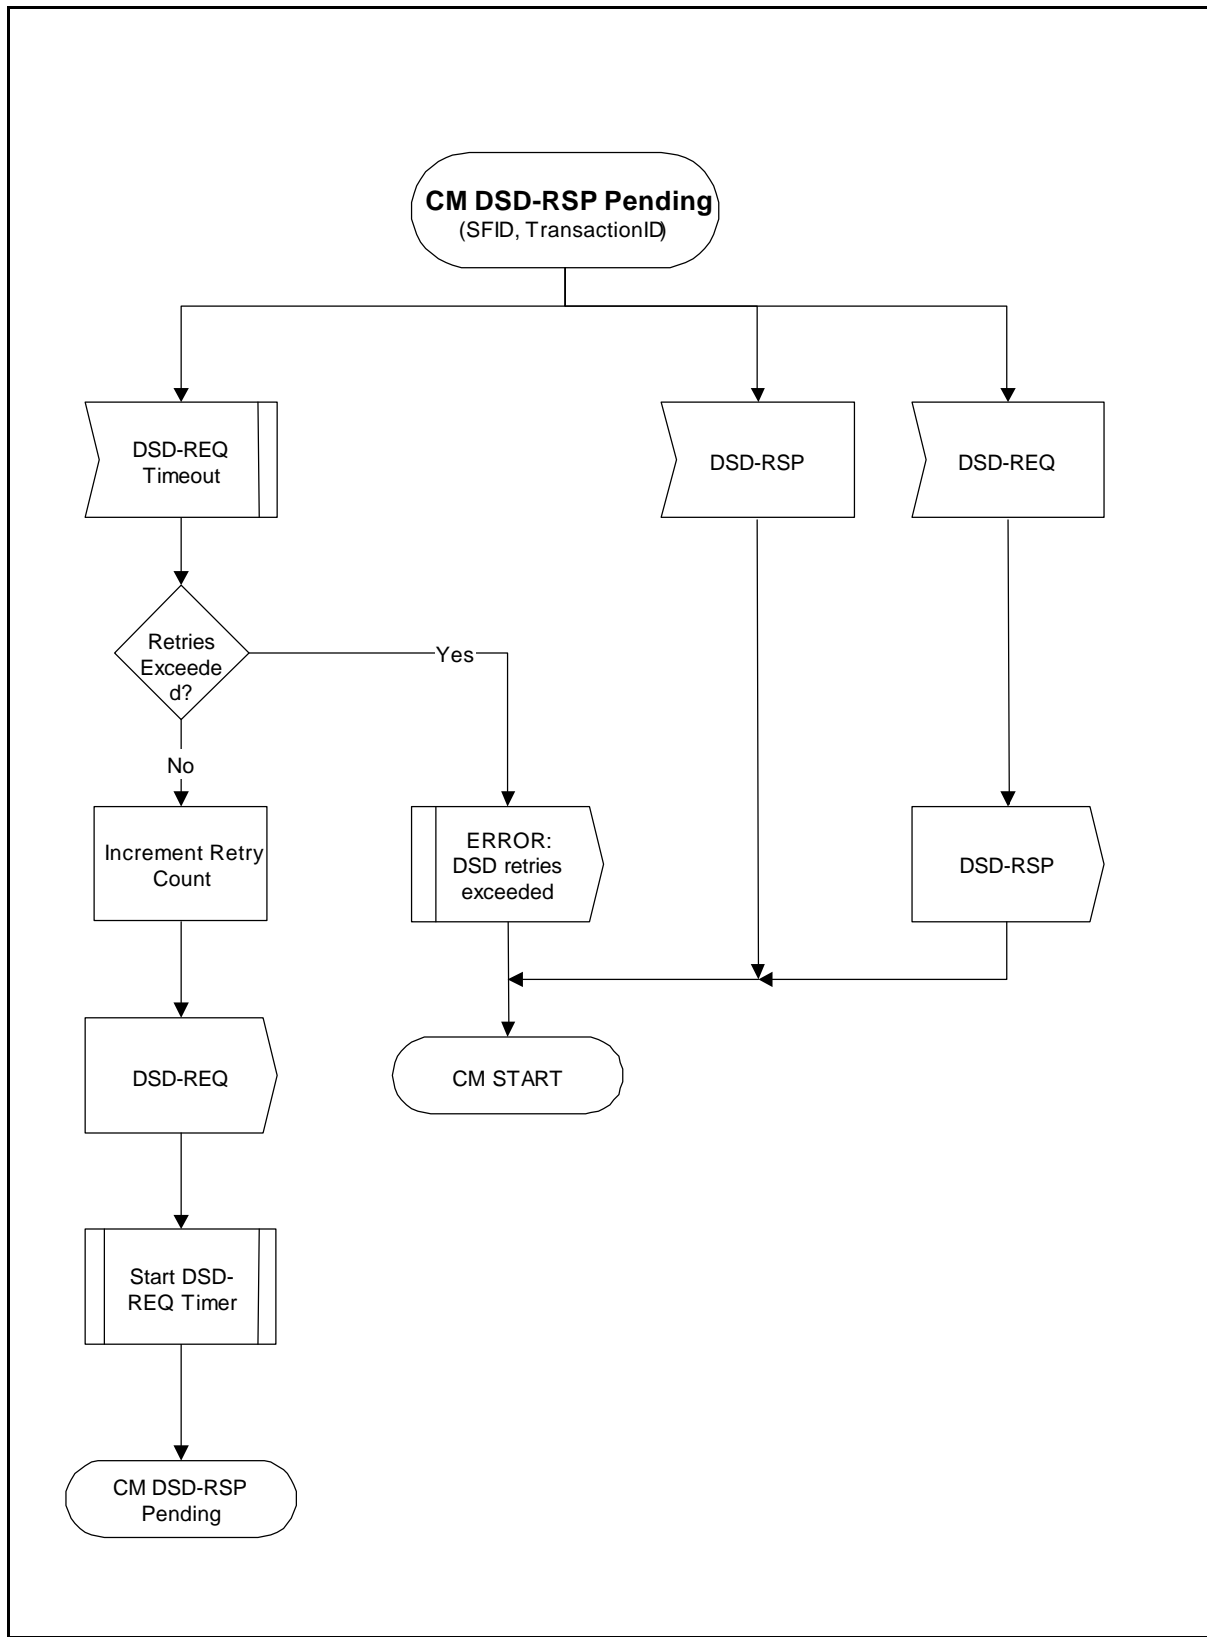 CM DSD-RSP Pending
(SFID, TransactionID)
DSD-REQ
Timeout
DSD-RSP
DSD-REQ
Retries
Exceede
d?
Yes
No
Increment Retry
Count
ERROR:
DSD retries
exceeded
DSD-RSP
DSD-REQ
CM START
Start DSD-
REQ Timer
CM DSD-RSP
Pending